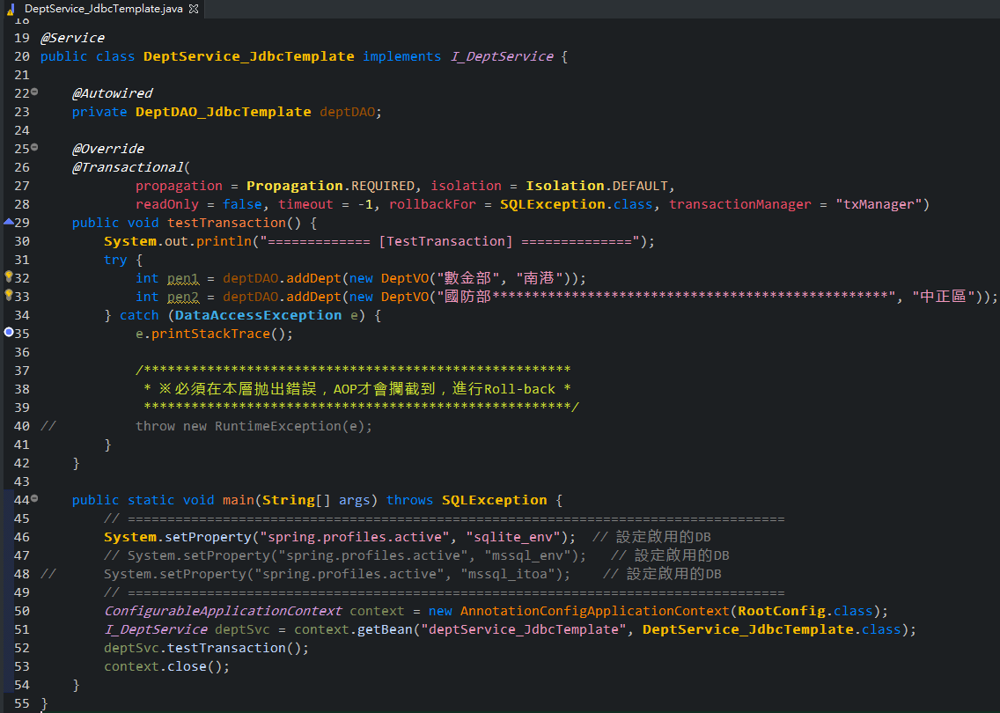 DeptService_JdbcTemplate.java
18
19 @Service
20 public class DeptService_JdbcTemplate implements I_DeptService {
21
22 @Autowired
23 private DeptDAO_JdbcTemplate deptDAO;
24
25 @Override
26 @Transactional(
27 propagation = Propagation.REQUIRED, isolation = Isolation.DEFAULT,
28 readOnly = false, timeout = -1, rollbackFor = SQLException.class, transactionManager = "txManager")
29 public void testTransaction() {
30 System.out.println("============= [TestTransaction] ==============");
31 try {
32 int pen1 = deptDAO.addDept(new DeptVO("數金部", "南港"));
33 int pen2 = deptDAO.addDept(new DeptVO("國防部**************************************************", "中正區"));
34 } catch (DataAccessException e) {
35 e.printStackTrace();
36
37 /******************************************************
38 * ※必須在本層拋出錯誤，AOP才會攔截到，進行Roll-back *
39 ******************************************************/
40 // throw new RuntimeException(e);
41 }
42 }
43
44 public static void main(String[] args) throws SQLException {
45 // ===================================================================================
46 System.setProperty("spring.profiles.active", "sqlite_env"); // 設定啟用的DB
47 // System.setProperty("spring.profiles.active", "mssql_env"); // 設定啟用的DB
48 // System.setProperty("spring.profiles.active", "mssql_itoa"); // 設定啟用的DB
49 // ===================================================================================
50 ConfigurableApplicationContext context = new AnnotationConfigApplicationContext(RootConfig.class);
51 I_DeptService deptSvc = context.getBean("deptService_JdbcTemplate", DeptService_JdbcTemplate.class);
52 deptSvc.testTransaction();
53 context.close();
54 }
55 }